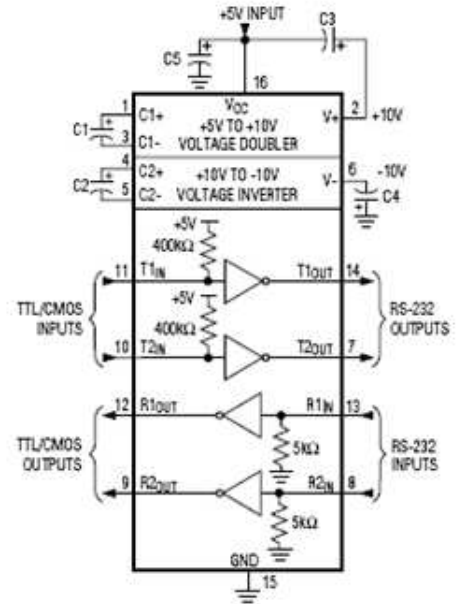 +5V INPUT
C3
C5
16
VCC
1
C1+
+5V TO +10V
VOLTAGE DOUBLER
V+
2
+10V
C1
3
C1-
4
C2+
+10V TO -10V
VOLTAGE INVERTER
V-
6
-10V
C2
5
C2-
C4
+5V
400kΩ
11
T1IN
T1OUT
14
+5V
TTL/CMOS
INPUTS
RS-232
OUTPUTS
400kΩ
10
T2IN
T2OUT
7
12
R1OUT
R1IN
13
TTL/CMOS
OUTPUTS
5kΩ
RS-232
INPUTS
9
R2OUT
R2IN
8
5kΩ
GND
15